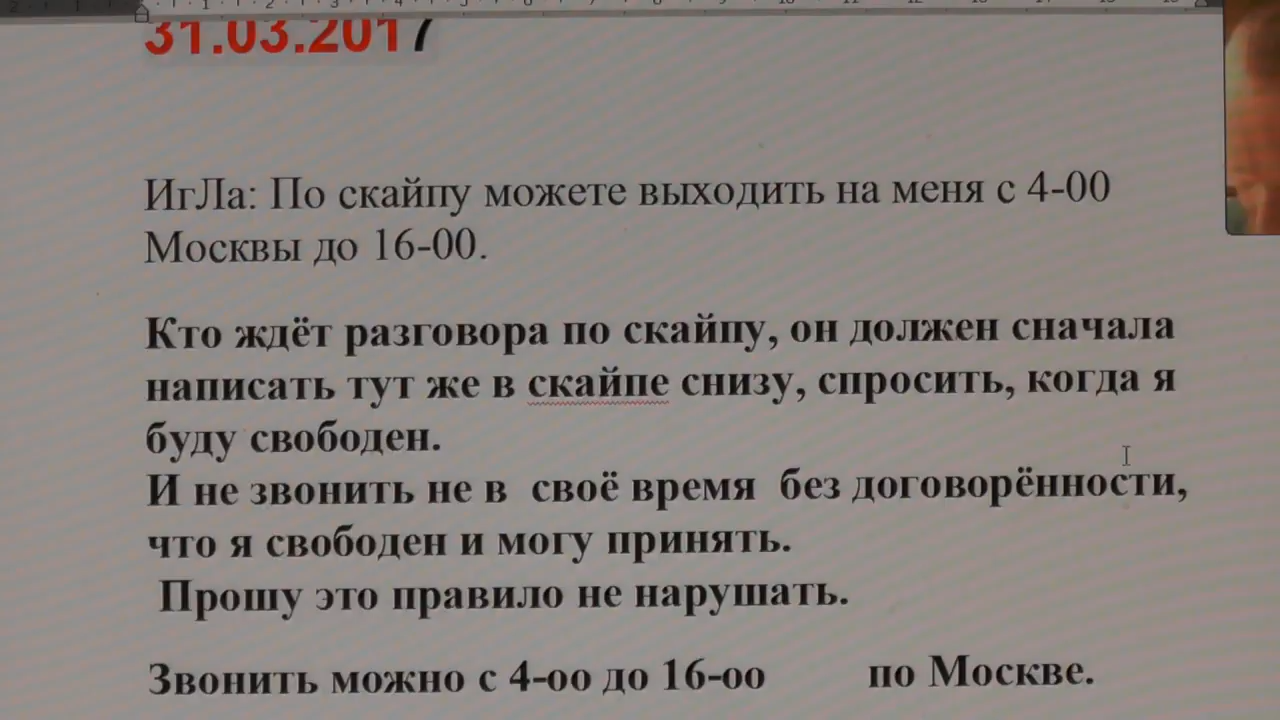 31.03.2017
ИгЛа: По скайпу можете выходить на меня с 4-00
Москвы до 16-00.
Кто ждёт разговора по скайпу, он должен сначала
написать тут же в скайпе снизу, спросить, когда я
буду свободен.
И не звонить не в своё время без договорённости,
что я свободен и могу принять.
Прошу это правило не нарушать.
Звонить можно с 4-оо до 16-оо по Москве.